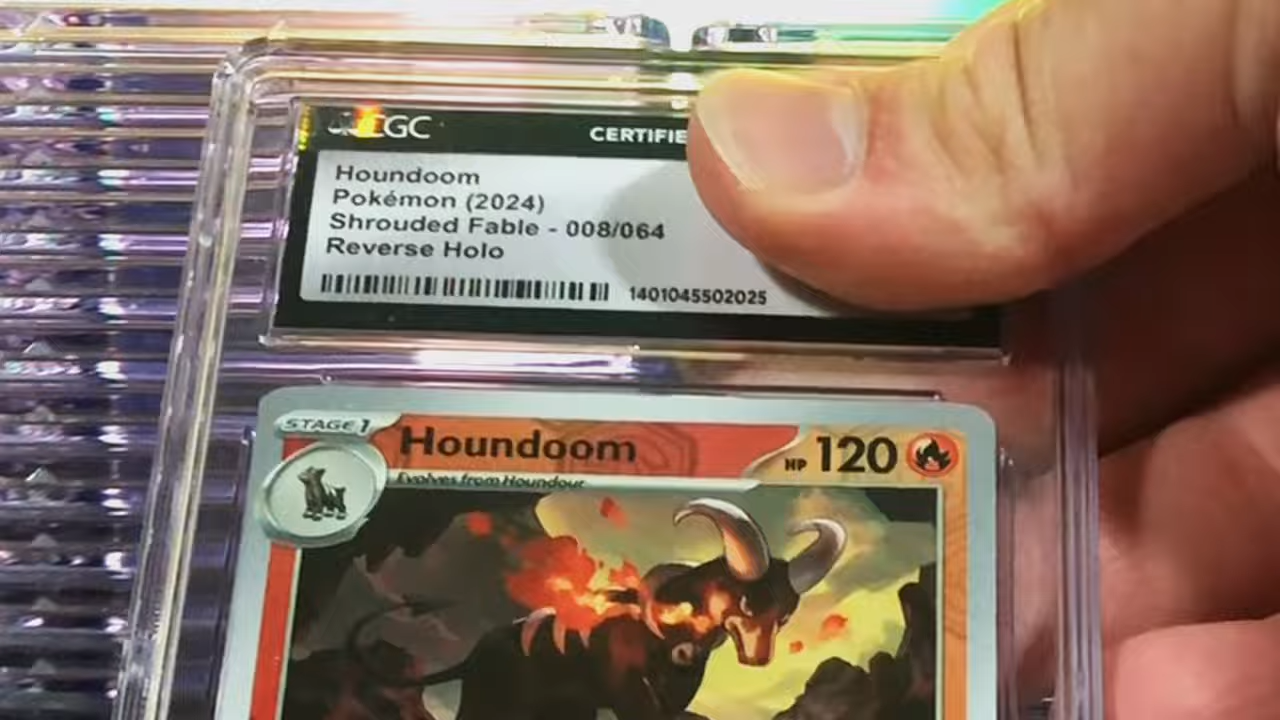 CGC
CERTIFIE
Houndoom
Pokémon (2024)
Shrouded Fable - 008/064
Reverse Holo
1401045502025
STAGE 1
Houndoom
HP 120
Evolves from Houndour